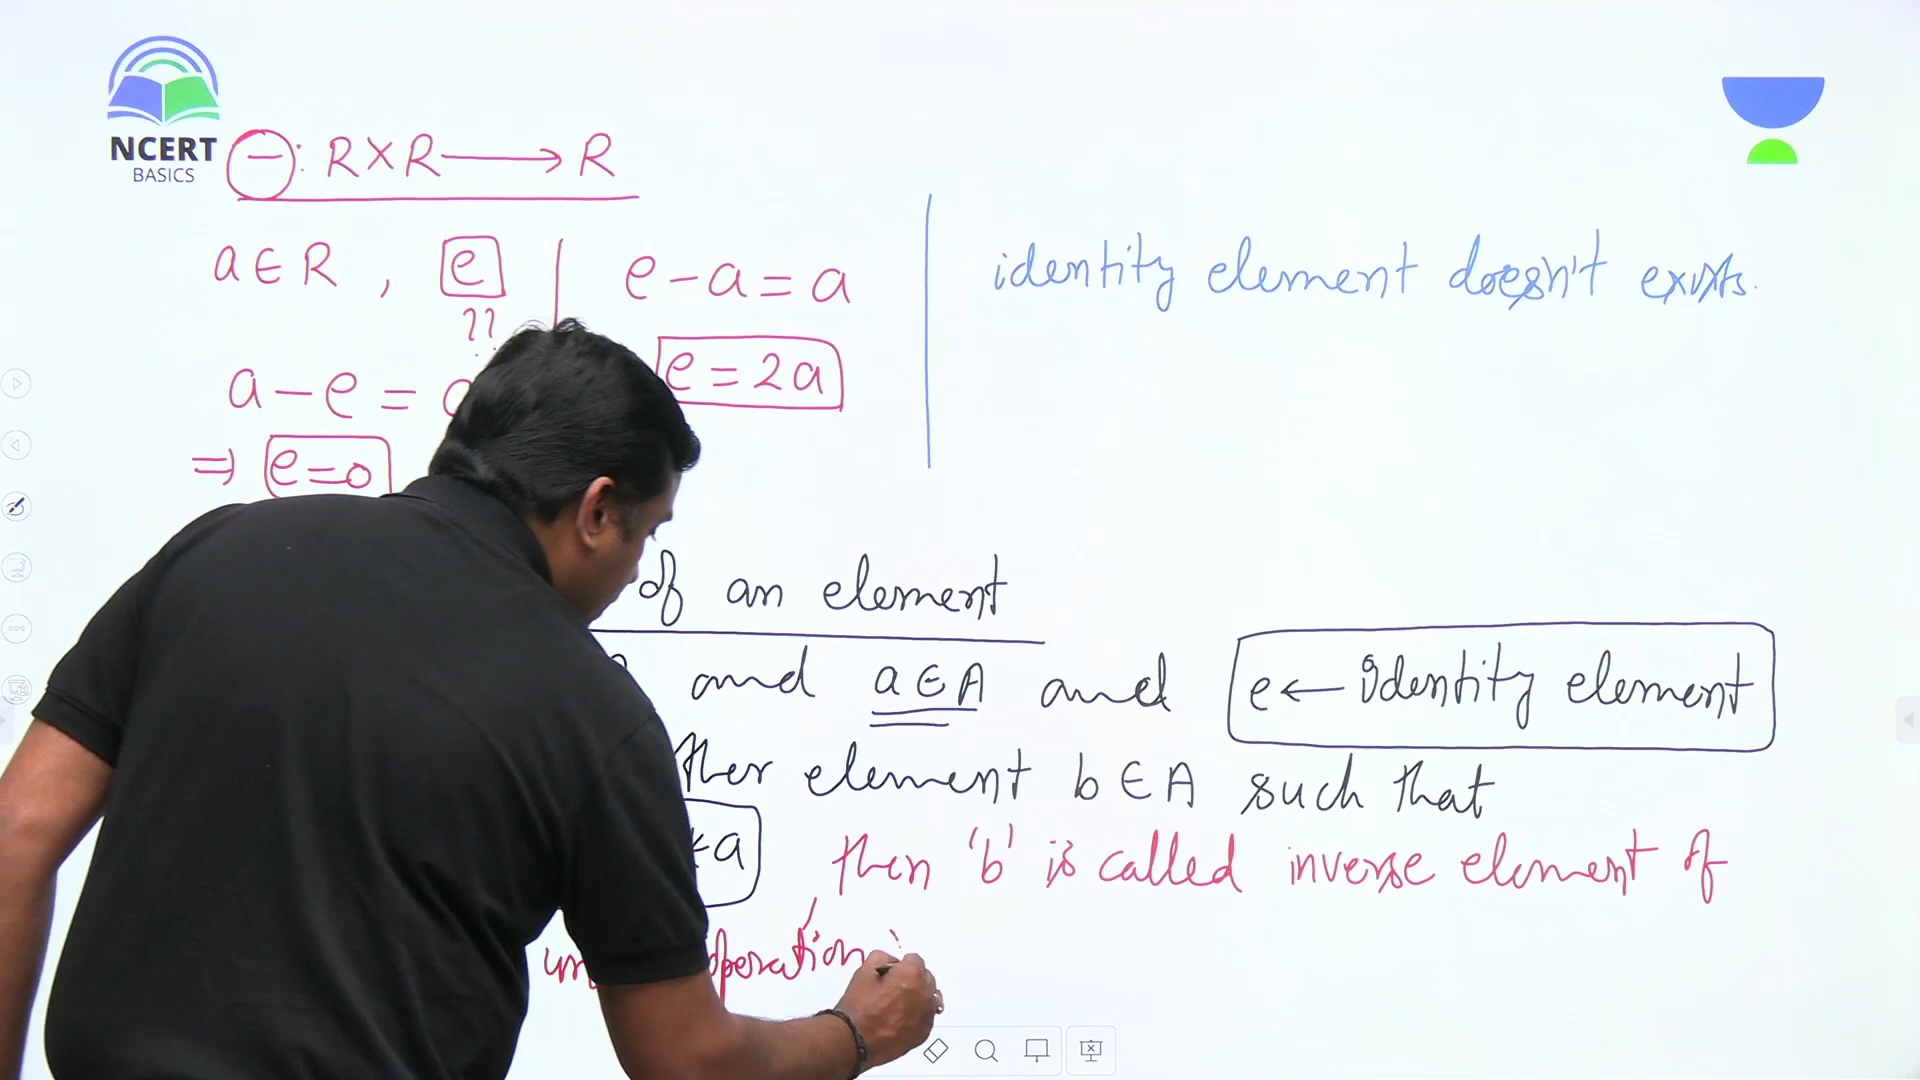 NCERT
BASICS
−: R×R⟶R
a∈R , e
??
a−e=
⇒ e=0
e−a=a
e=2a
identity element doesn't exists.
of an element
and a∈A and e← Identity element
ther element b∈A such that
*a then 'b' is called inverse element of
operation